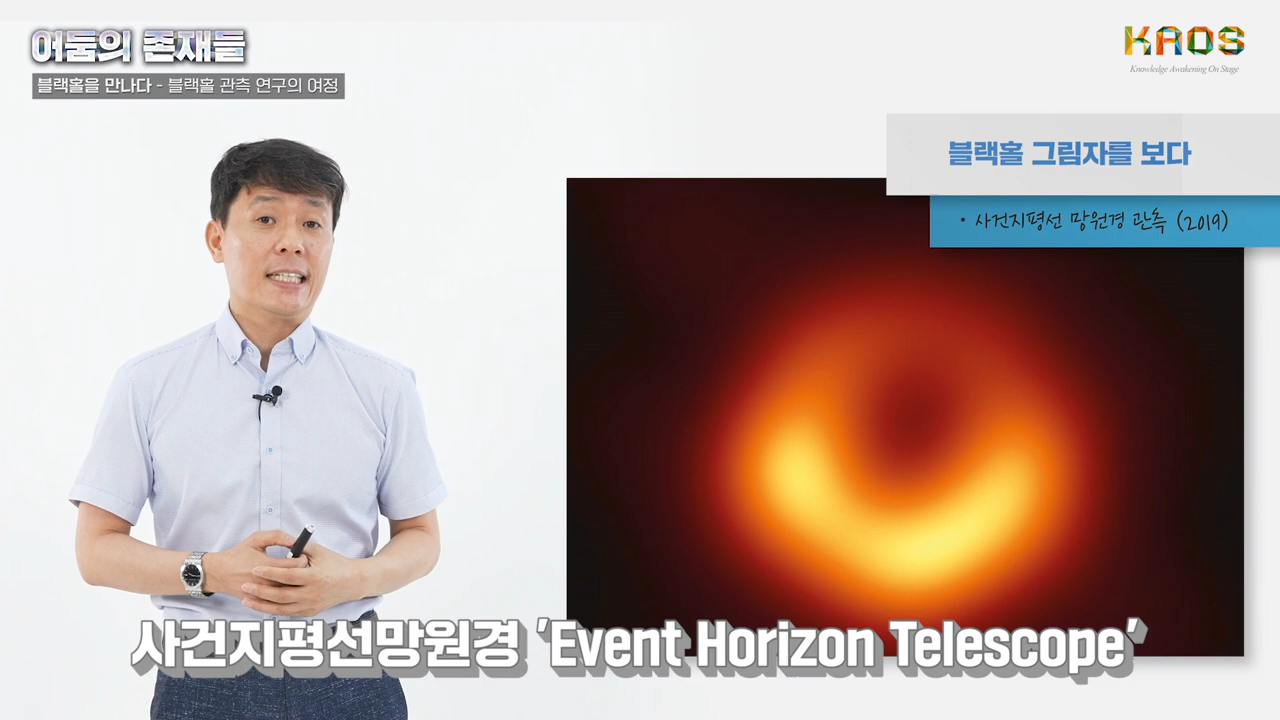 어둠의 존재들
블랙홀을 만나다 - 블랙홀 관측 연구의 여정
KAOS
Knowledge Awakening On Stage
블랙홀 그림자를 보다
• 사건지평선 망원경 관측 (2019)
사건지평선망원경 'Event Horizon Telescope'